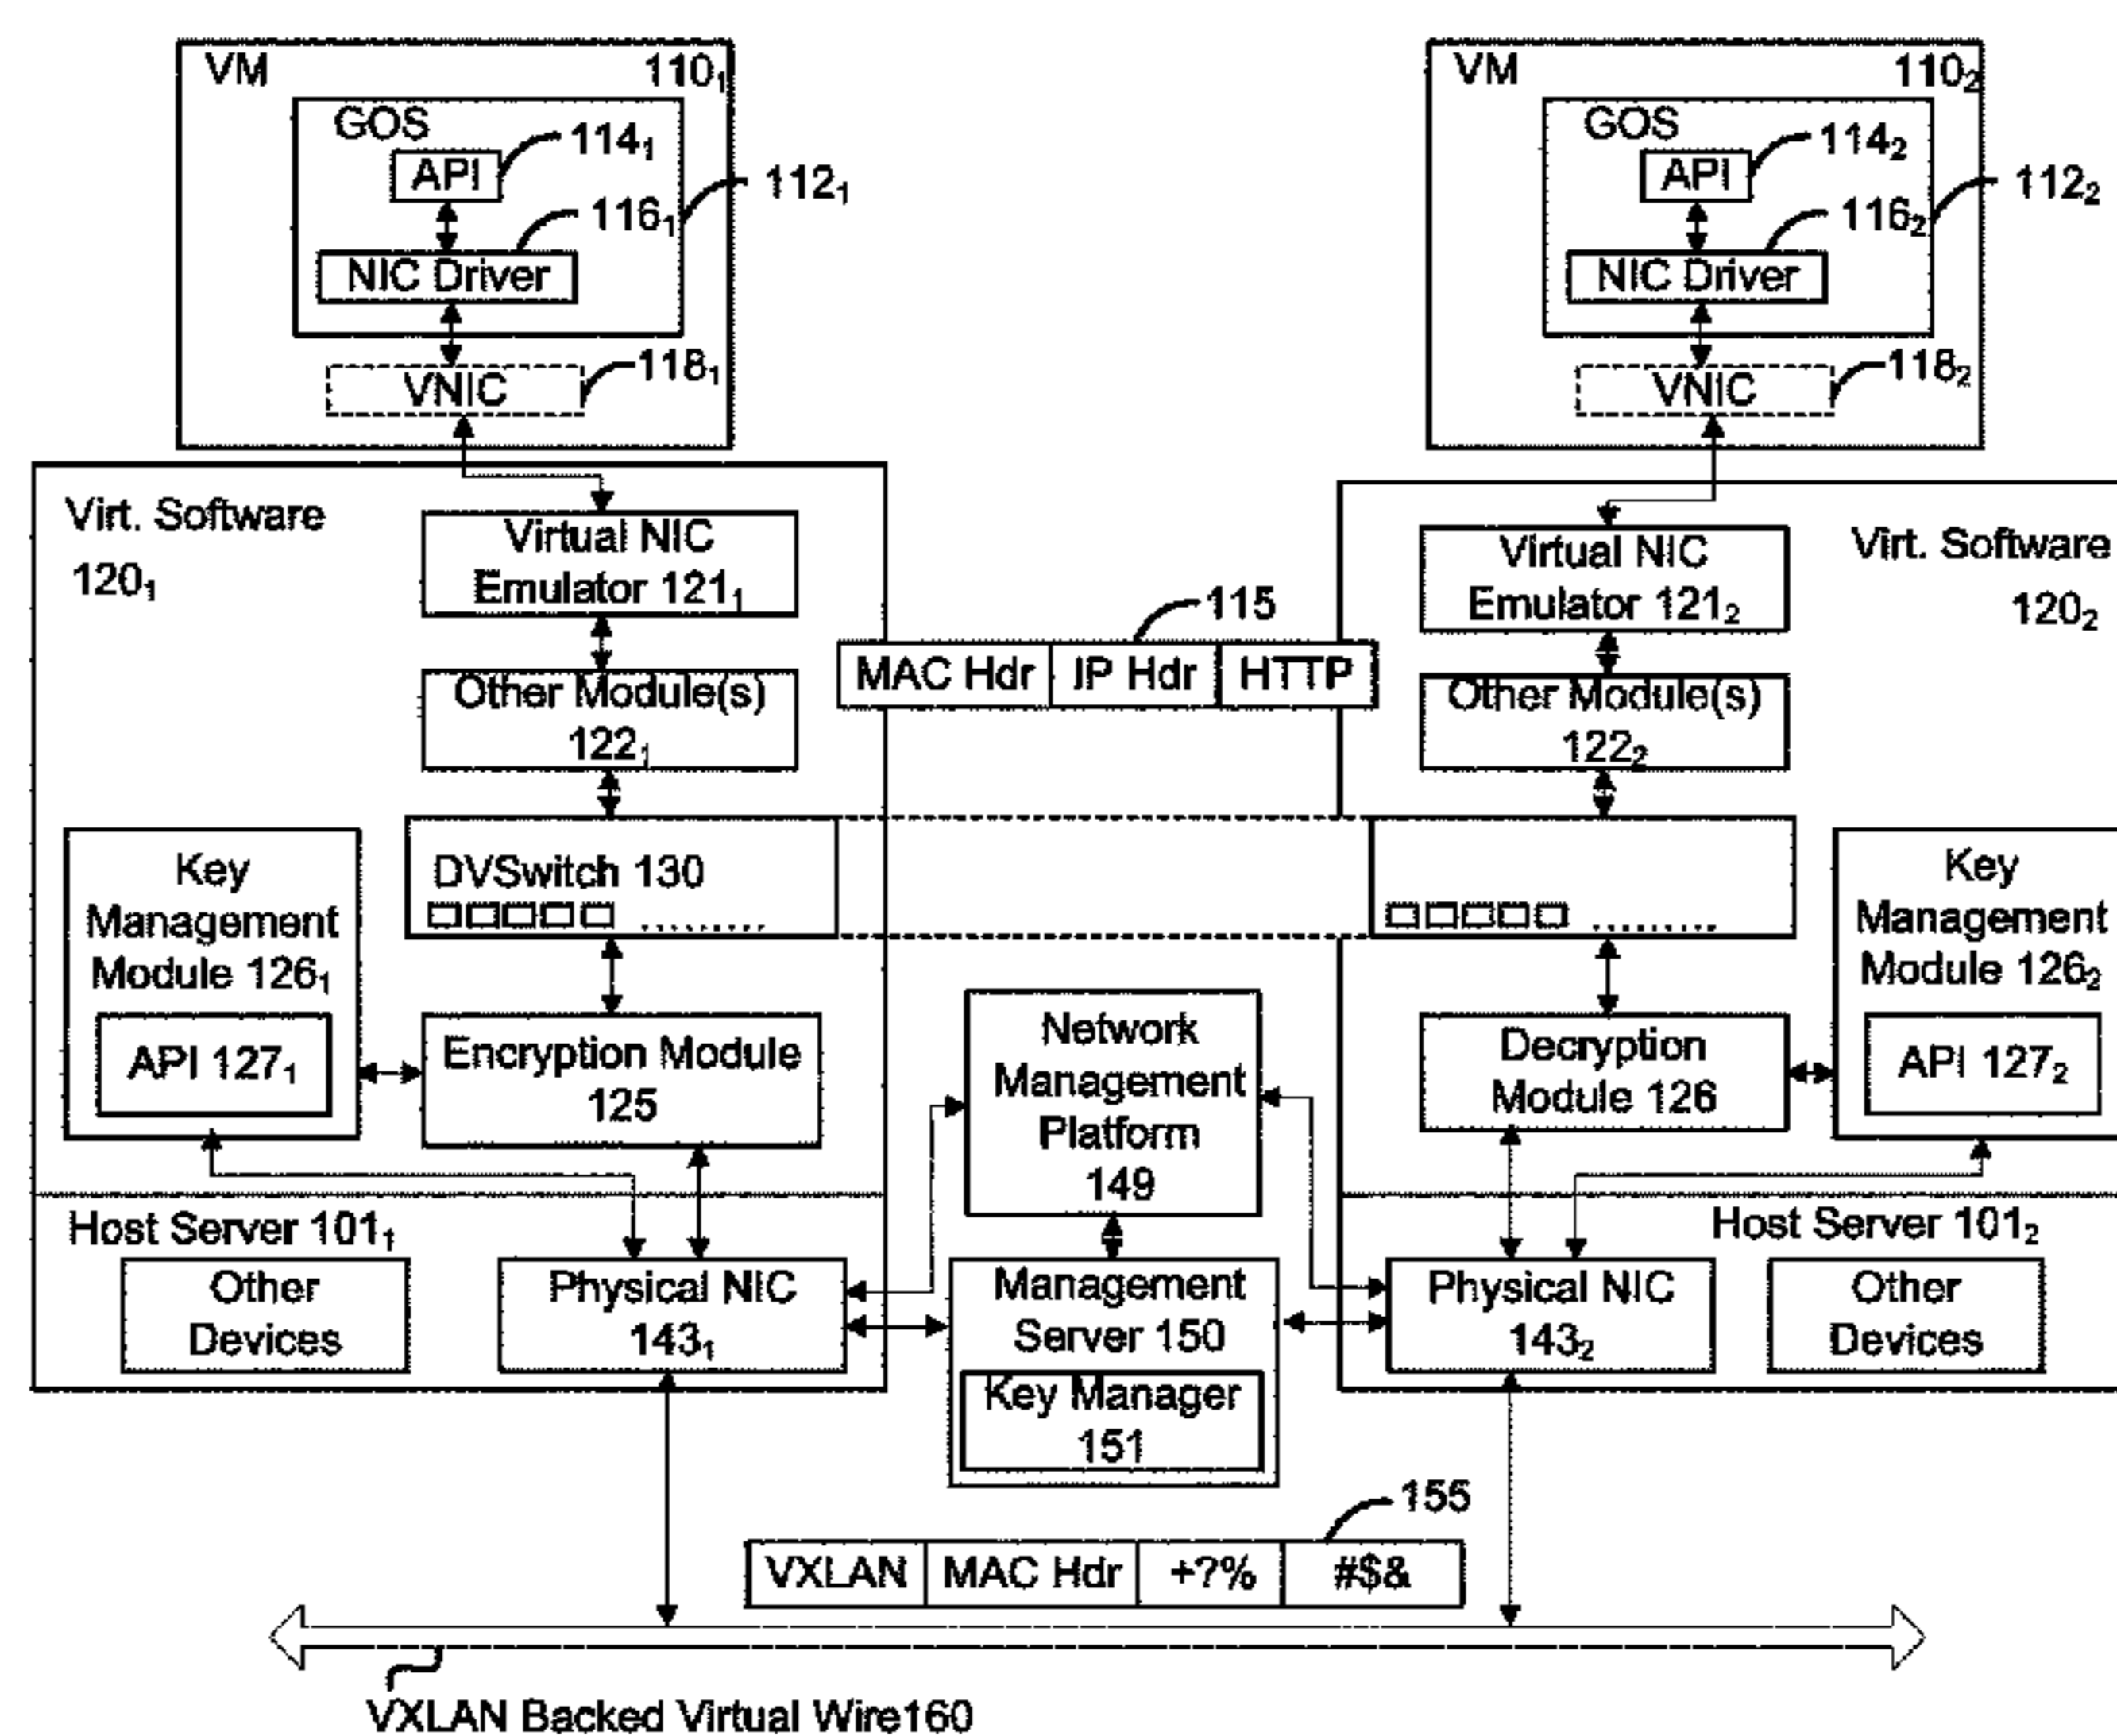 VM 110₁
GOS
API
114₁
112₁
116₁
NIC Driver
VNIC
118₁
VM 110₂
GOS
API
114₂
112₂
116₂
NIC Driver
VNIC
118₂
Virt. Software
120₁
Virtual NIC
Emulator 121₁
Other Module(s)
122₁
115
MAC Hdr IP Hdr HTTP
Virtual NIC
Emulator 121₂
Other Module(s)
122₂
Virt. Software
120₂
Key
Management
Module 126₁
API 127₁
DVSwitch 130
.........
Encryption Module
125
Network
Management
Platform
149
.........
Decryption
Module 126
Key
Management
Module 126₂
API 127₂
Host Server 101₁
Other
Devices
Physical NIC
143₁
Management
Server 150
Key Manager
151
Host Server 101₂
Physical NIC
143₂
Other
Devices
155
VXLAN MAC Hdr +?% #$&
VXLAN Backed Virtual Wire160